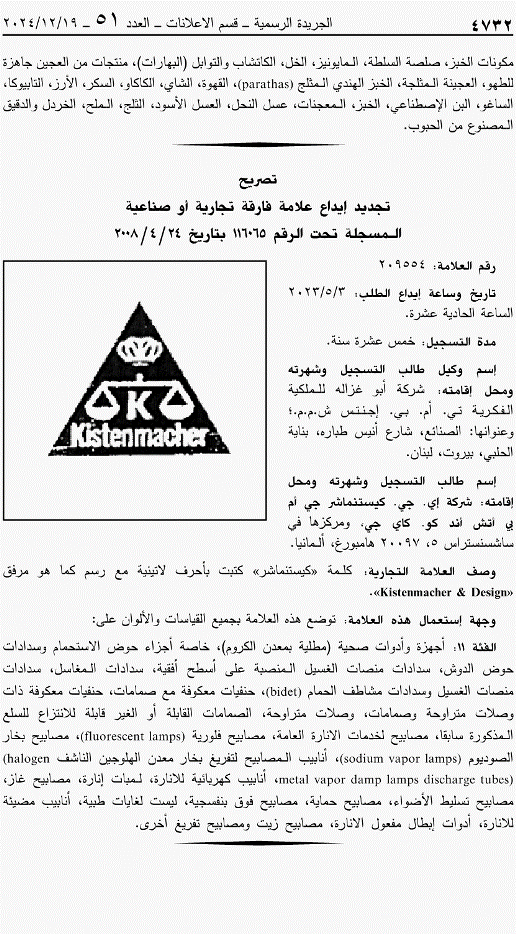 ٤٧٣٢ الجريدة الرسمية ــ قسم الاعلانات ــ العدد ٥١ ــ ٢٠٢٤/١٢/١٩
مكونات الخبز، صلصة السلطة، المايونيز، الخل، الكاتشاب والتوابل (البهارات)، منتجات من العجين جاهزة
للطهو، العجينة المثلجة، الخبز الهندي المثلج (parathas)، القهوة، الشاي، الكاكاو، السكر، الأرز، التابيوكا،
الساغو، البن الإصطناعي، الخبز، المعجنات، عسل النحل، العسل الأسود، الثلج، الملح، الخردل والدقيق
المصنوع من الحبوب.
تصريح
تجديد إيداع علامة فارقة تجارية أو صناعية
المسجلة تحت الرقم ١١٦٠٦٥ بتاريخ ٢٠٠٨/٤/٢٤
رقم العلامة: ٢٠٩٥٥٤
تاريخ وساعة إيداع الطلب: ٢٠٢٣/٥/٣
الساعة الحادية عشرة.
مدة التسجيل: خمس عشرة سنة.
إسم وكيل طالب التسجيل وشهرته
ومحل إقامته: شركة أبو غزاله للملكية
الفكرية تي. أم. بي. إجنتس ش.م.م.؛
وعنوانها: الصنائع، شارع أنيس طباره، بناية
الحلبي، بيروت، لبنان.
إسم طالب التسجيل وشهرته ومحل
إقامته: شركة إي. جي. كيستنماشر جي أم
بي آتش أند كو. كاي جي. ومركزها في
ساشسنستراس ٥، ٢٠٠٩٧ هامبورغ، ألمانيا.
K
Kistenmacher
وصف العلامة التجارية: كلمة «كيستنماشر» كتبت بأحرف لاتينية مع رسم كما هو مرفق
«Kistenmacher & Design».
وجهة إستعمال هذه العلامة: توضع هذه العلامة بجميع القياسات والألوان على:
الفئة ١١: أجهزة وأدوات صحية (مطلية بمعدن الكروم)، خاصة أجزاء حوض الاستحمام وسدادات
حوض الدوش، سدادات منصات الغسيل المنصبة على أسطح أفقية، سدادات المغاسل، سدادات
منصات الغسيل وسدادات مشاطف الحمام (bidet)، حنفيات معكوفة مع صمامات، حنفيات معكوفة ذات
وصلات متراوحة وصمامات، وصلات متراوحة، الصمامات القابلة أو الغير قابلة للانتزاع للسلع
المذكورة سابقا، مصابيح لخدمات الانارة العامة، مصابيح فلورية (fluorescent lamps)، مصابيح بخار
الصوديوم (sodium vapor lamps)، أنابيب المصابيح لتفريغ بخار معدن الهلوجين الناشف (halogen
metal vapor damp lamps discharge tubes)، أنابيب كهربائية للانارة، لمبات إنارة، مصابيح غاز،
مصابيح تسليط الأضواء، مصابيح حماية، مصابيح فوق بنفسجية، ليست لغايات طبية، أنابيب مضيئة
للانارة، أدوات إبطال مفعول الانارة، مصابيح زيت ومصابيح تفريغ أخرى.